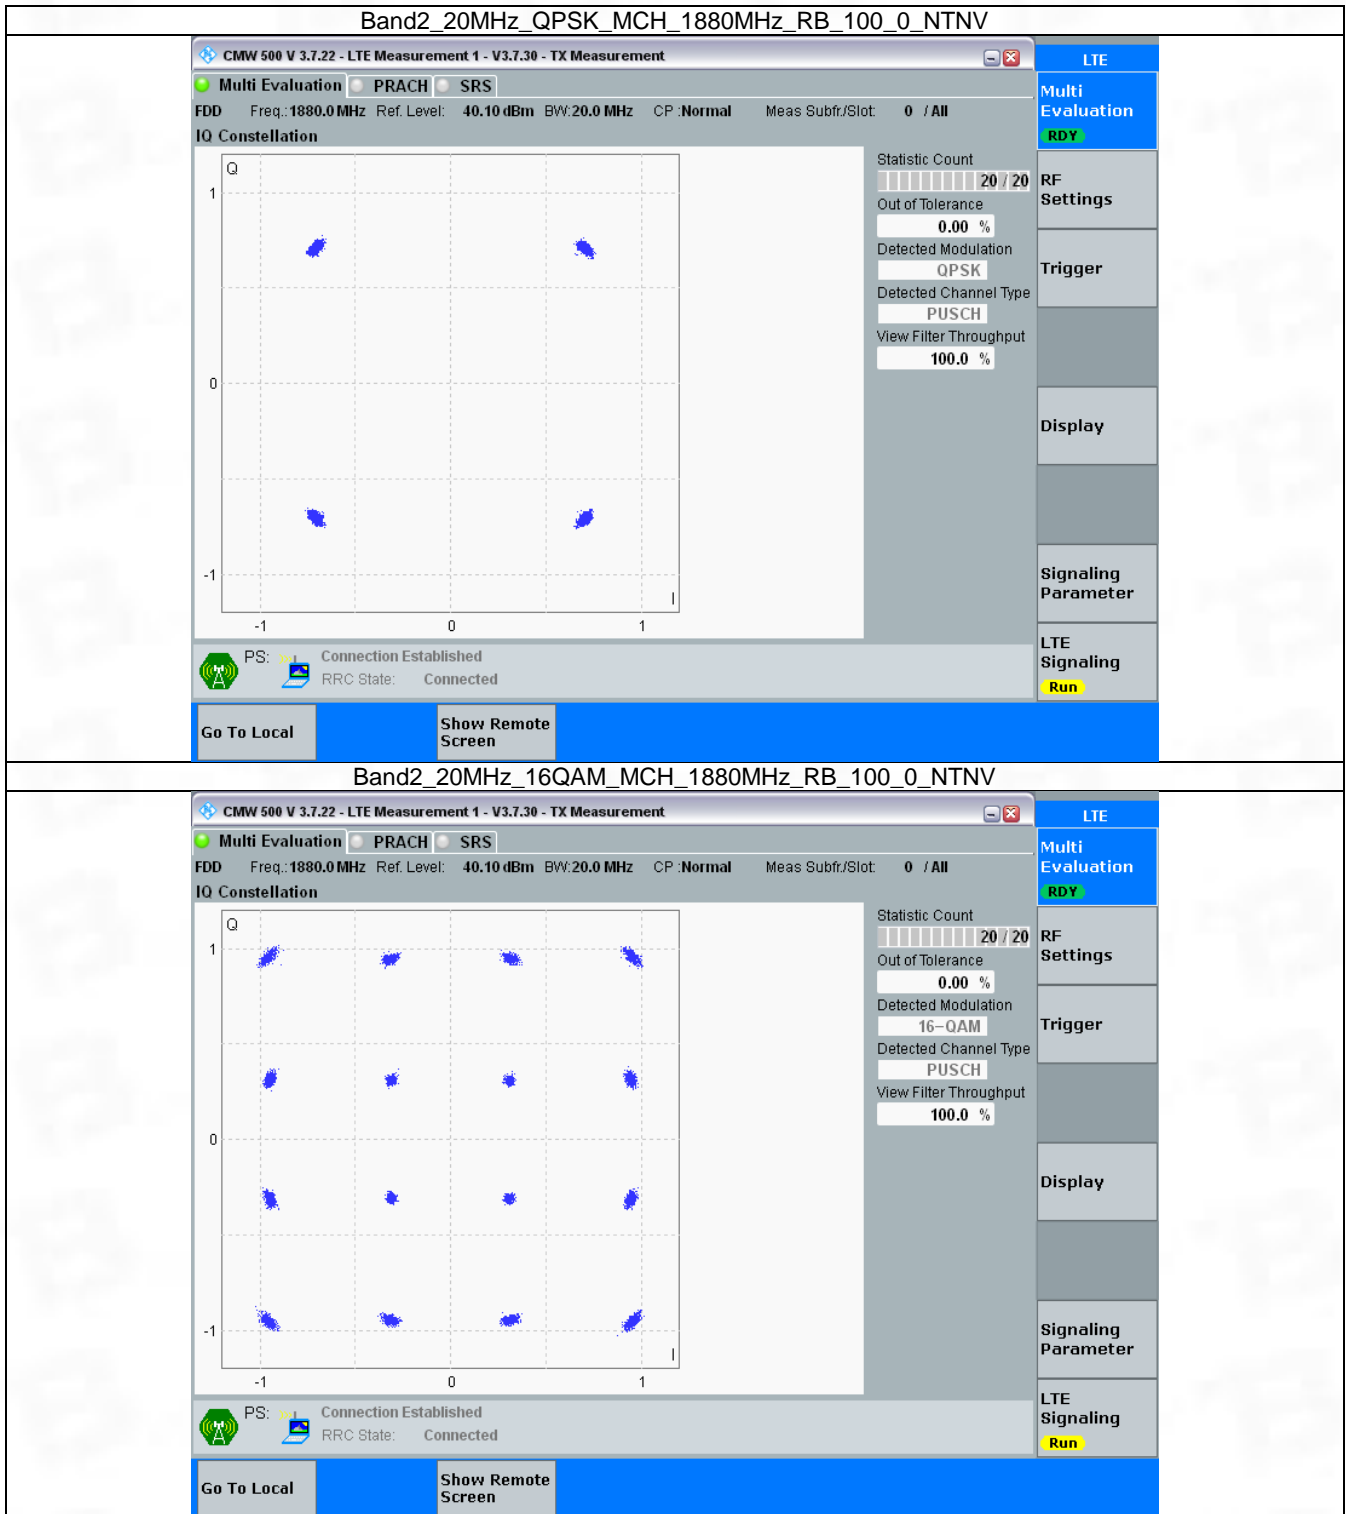 Band2_20MHz_QPSK_MCH_1880MHz_RB_100_0_NTNV
CMW 500 V 3.7.22 - LTE Measurement 1 - V3.7.30 - TX Measurement
LTE
Multi Evaluation PRACH SRS
Multi
Evaluation
RDY
FDD Freq.:1880.0 MHz Ref. Level: 40.10 dBm BW:20.0 MHz CP :Normal Meas Subfr./Slot: 0 / All
IQ Constellation
Q
1
0
-1
I
-1 0 1
Statistic Count
20 / 20
Out of Tolerance
0.00 %
Detected Modulation
QPSK
Detected Channel Type
PUSCH
View Filter Throughput
100.0 %
RF
Settings
Trigger
Display
Signaling
Parameter
LTE
Signaling
Run
PS: Connection Established
RRC State: Connected
Go To Local
Show Remote
Screen
Band2_20MHz_16QAM_MCH_1880MHz_RB_100_0_NTNV
CMW 500 V 3.7.22 - LTE Measurement 1 - V3.7.30 - TX Measurement
LTE
Multi Evaluation PRACH SRS
Multi
Evaluation
RDY
FDD Freq.:1880.0 MHz Ref. Level: 40.10 dBm BW:20.0 MHz CP :Normal Meas Subfr./Slot: 0 / All
IQ Constellation
Q
1
0
-1
I
-1 0 1
Statistic Count
20 / 20
Out of Tolerance
0.00 %
Detected Modulation
16-QAM
Detected Channel Type
PUSCH
View Filter Throughput
100.0 %
RF
Settings
Trigger
Display
Signaling
Parameter
LTE
Signaling
Run
PS: Connection Established
RRC State: Connected
Go To Local
Show Remote
Screen